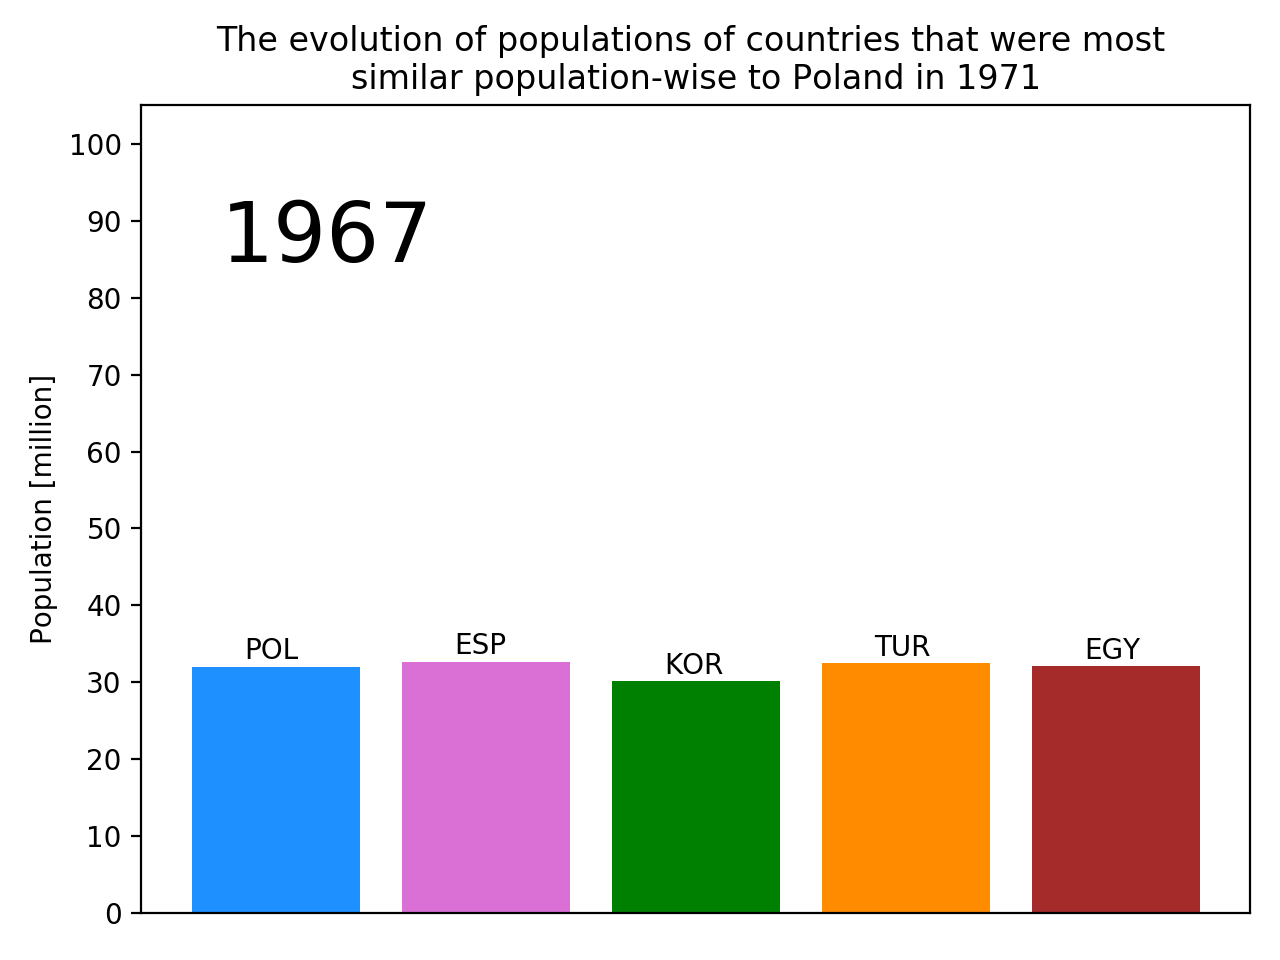 The evolution of populations of countries that were most
similar population-wise to Poland in 1971
100
90
80
70
60
50
40
30
20
10
0
Population [million]
1967
POL
ESP
KOR
TUR
EGY